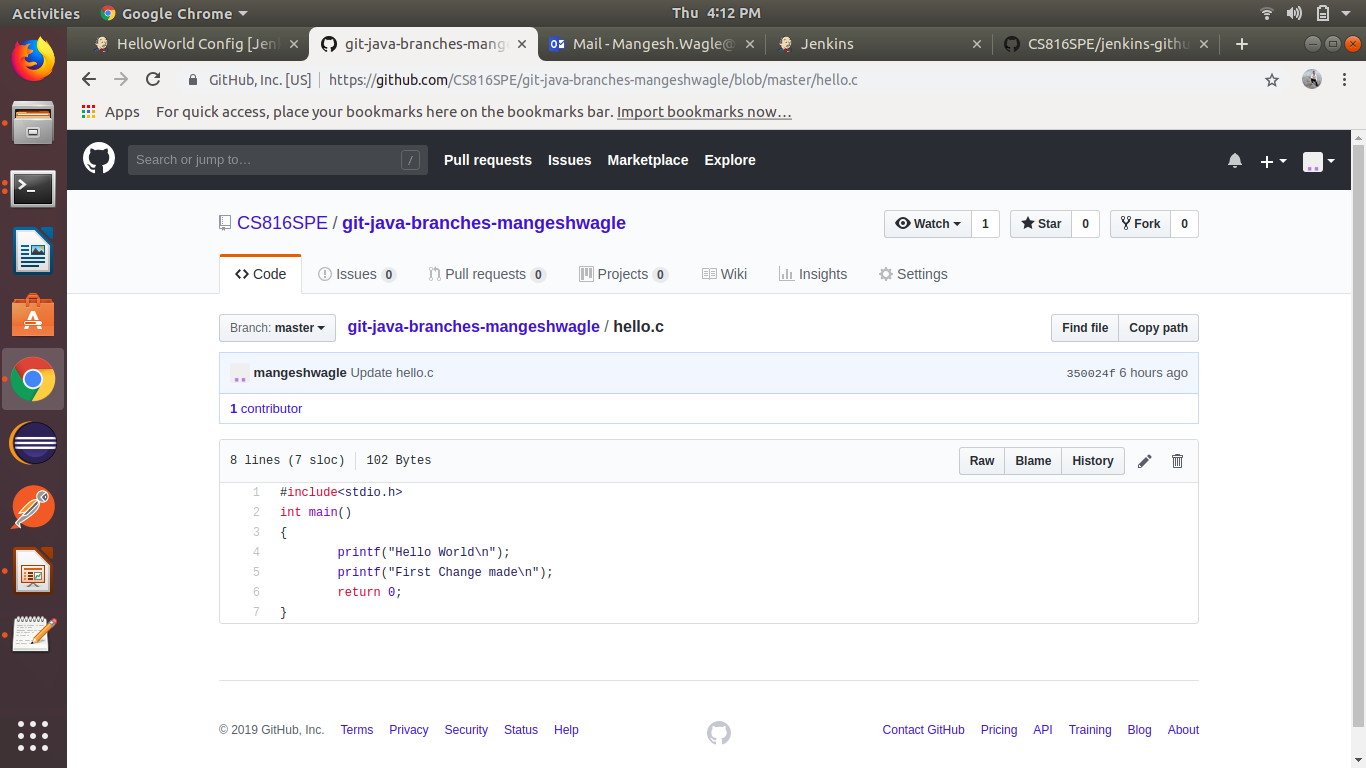 Activities Google Chrome Thu 4:12 PM
HelloWorld Config [Jen
git-java-branches-mang
Mail - Mangesh.Wagle@
Jenkins
CS816SPE/jenkins-githu
GitHub, Inc. [US] https://github.com/CS816SPE/git-java-branches-mangeshwagle/blob/master/hello.c
Apps For quick access, place your bookmarks here on the bookmarks bar. Import bookmarks now…
Search or jump to… / Pull requests Issues Marketplace Explore
CS816SPE / git-java-branches-mangeshwagle Watch 1 Star 0 Fork 0
Code Issues 0 Pull requests 0 Projects 0 Wiki Insights Settings
Branch: master git-java-branches-mangeshwagle / hello.c Find file Copy path
mangeshwagle Update hello.c 350024f 6 hours ago
1 contributor
8 lines (7 sloc) 102 Bytes Raw Blame History
1 #include<stdio.h>
2 int main()
3 {
4 printf("Hello World\n");
5 printf("First Change made\n");
6 return 0;
7 }
© 2019 GitHub, Inc. Terms Privacy Security Status Help Contact GitHub Pricing API Training Blog About